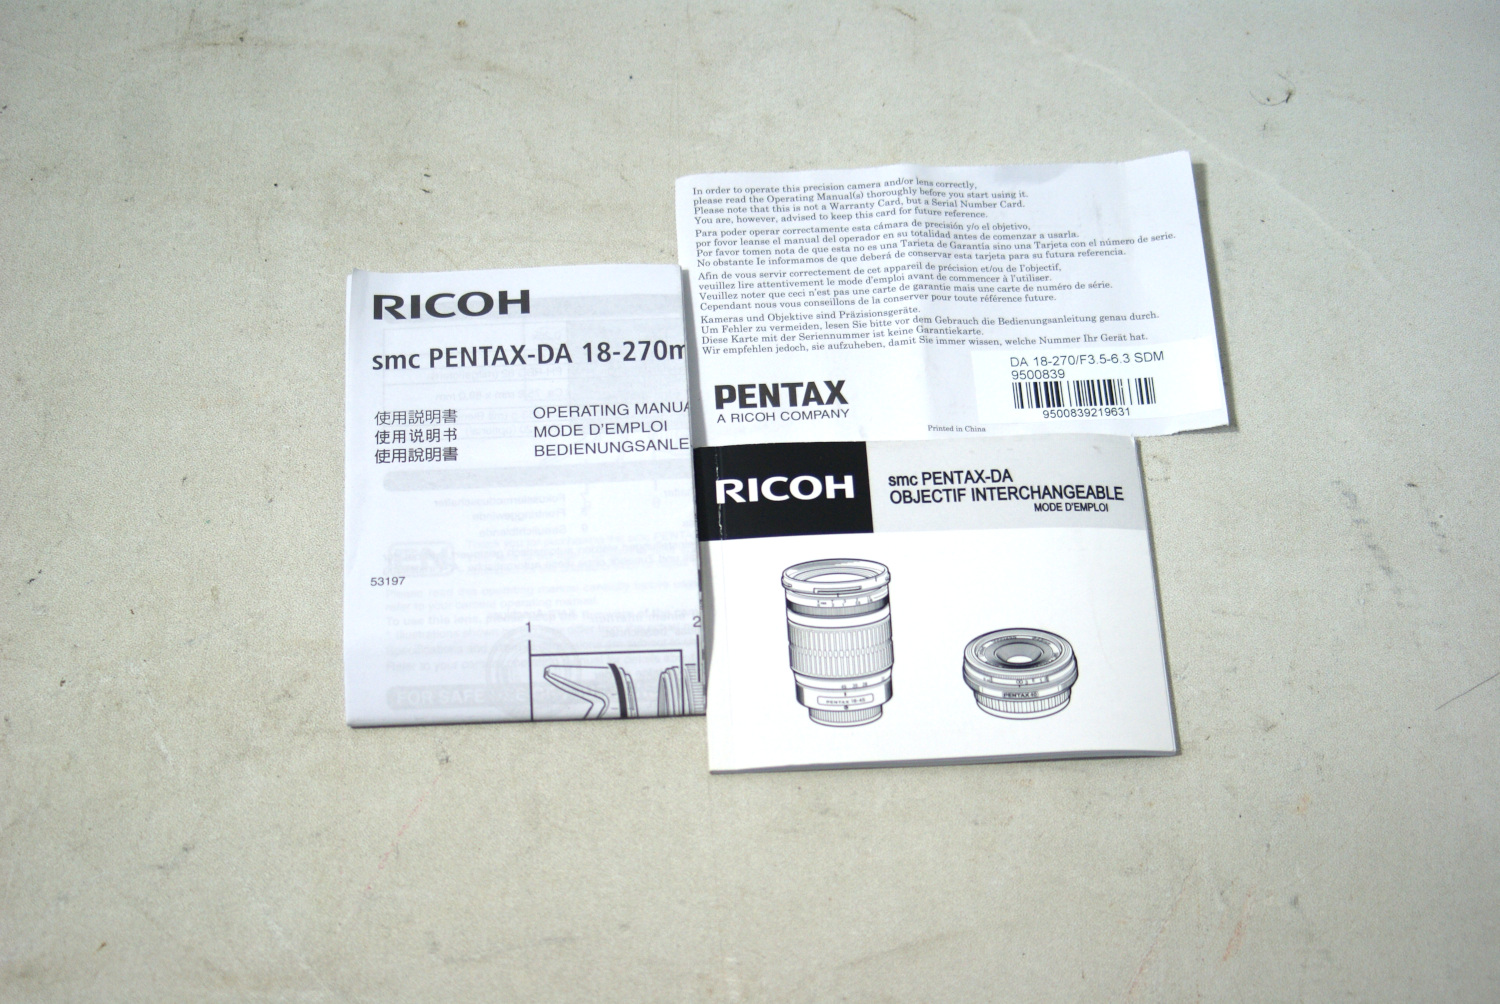 RICOH
smc PENTAX-DA 18-270m
使用説明書
使用说明书
使用說明書
OPERATING MANUA
MODE D'EMPLOI
BEDIENUNGSANLE
53197
1
2
FOR SAFE
In order to operate this precision camera and/or lens correctly,
please read the Operating Manual(s) thoroughly before you start using it.
Please note that this is not a Warranty Card, but a Serial Number Card.
You are, however, advised to keep this card for future reference.
Para poder operar correctamente esta cámara de precisión y/o el objetivo,
por fovor leanse el manual del operador en su totalidad antes de comenzar a usarla.
Por favor tomen nota de que esta no es una Tarieta de Garantía sino una Tarjeta con el número de serie.
No obstante le informamos de que deberá de conservar esta tarjeta para su futura referencia.
Afin de vous servir correctement de cet appareil de précision et/ou de l'objectif,
veuillez lire attentivement le mode d'emploi avant de commencer à l'utiliser.
Veuillez noter que ceci n'est pas une carte de garantie mais une carte de numéro de série.
Cependant nous vous conseillons de la conserver pour toute référence future.
Kameras und Objektive sind Präzisionsgeräte.
Um Fehler zu vermeiden, lesen Sie bitte vor dem Gebrauch die Bedienungsanleitung genau durch.
Diese Karte mit der Seriennummer ist keine Garantiekarte.
Wir empfehlen jedoch, sie aufzuheben, damit Sie immer wissen, welche Nummer Ihr Gerät hat.
DA 18-270/F3.5-6.3 SDM
9500839
9500839219631
PENTAX
A RICOH COMPANY
Printed in China
RICOH
smc PENTAX-DA
OBJECTIF INTERCHANGEABLE
MODE D'EMPLOI
PENTAX